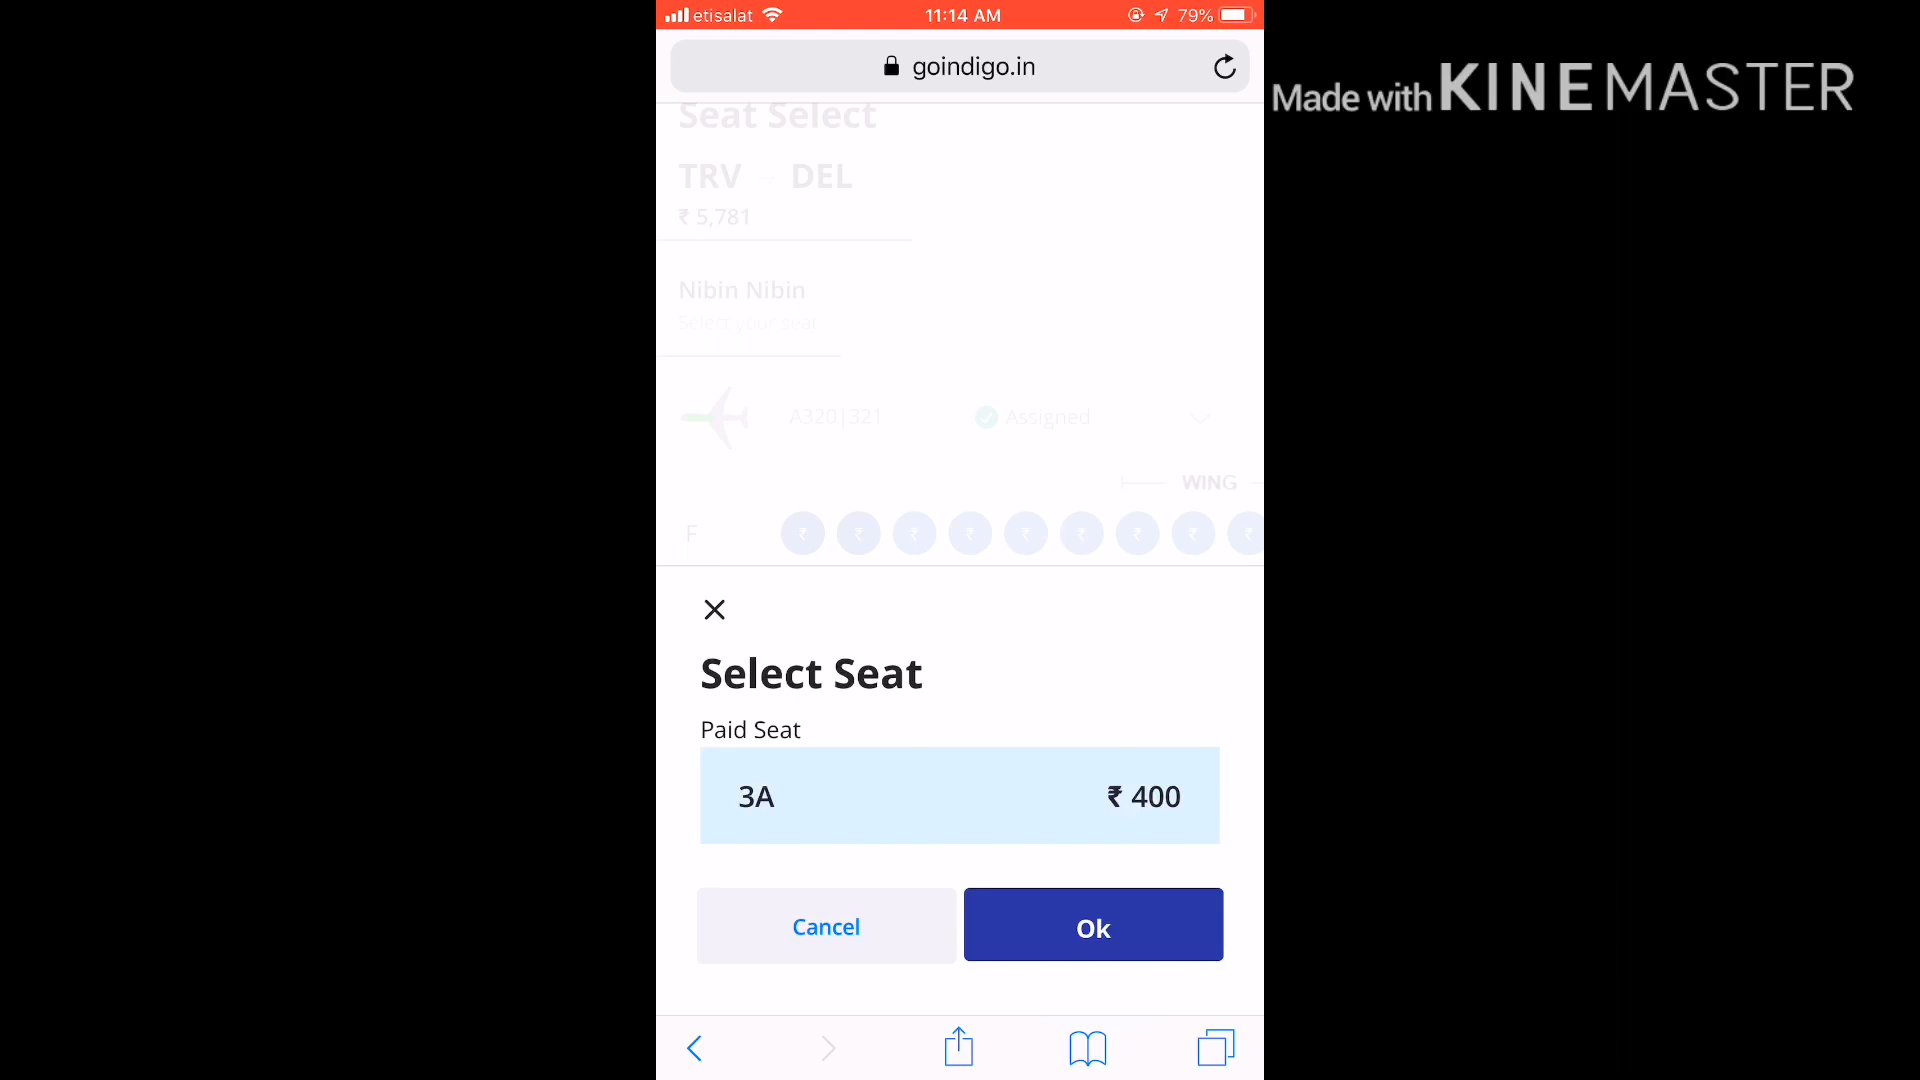 etisalat 11:14 AM 79%
goindigo.in
Made with KINEMASTER
Seat Select
TRV - DEL
₹ 5,781
Nibin Nibin
Select your seat
A320|321 Assigned
WING
F ₹ ₹ ₹ ₹ ₹ ₹ ₹ ₹ ₹
Select Seat
Paid Seat
3A ₹ 400
Cancel Ok